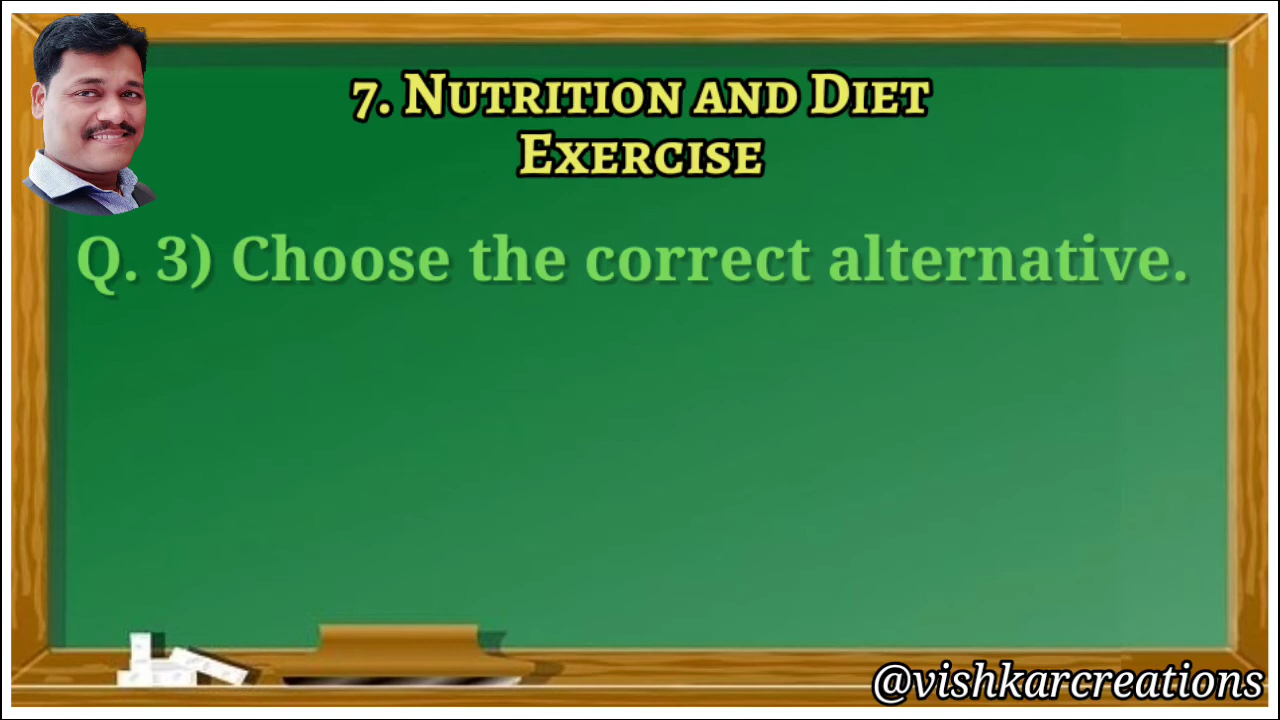 7. Nutrition and Diet
Exercise
Q. 3) Choose the correct alternative.
@vishkarcreations